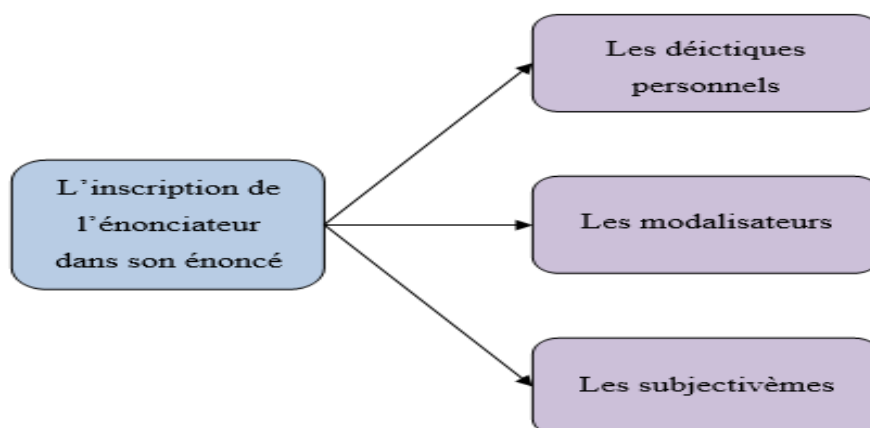 L'inscription de
l'énonciateur
dans son énoncé
Les déictiques
personnels
Les modalisateurs
Les subjectivèmes